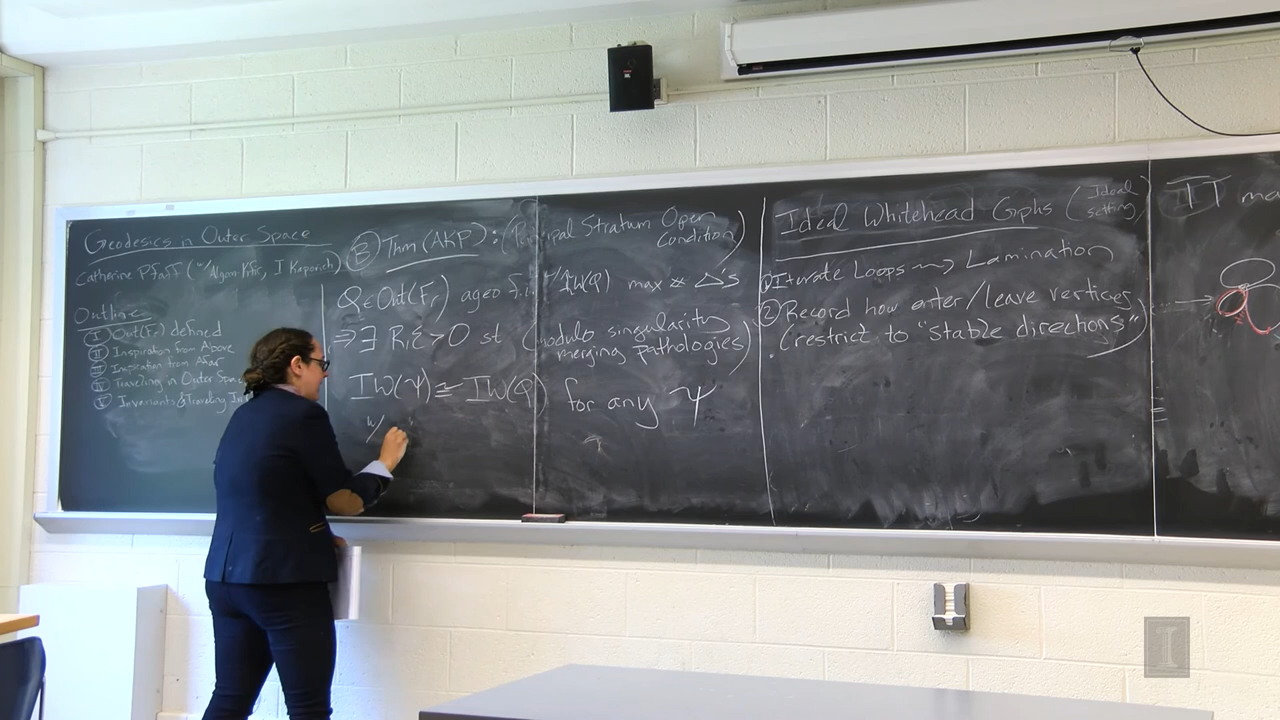 Geodesics in Outer Space
Catherine Pfaff (w/Algom-Kfir, I Kapovich)
Outline
I Out(Fr) defined
II Inspiration from Above
III Inspiration from Afar
IV Traveling in Outer Space
V Invariants & Traveling
B Thm (AKP): (Principal Stratum Open
Condition)
φ ∈ Out(Fr) ageo f.i. w/ IW(φ) max # Δ's
⇒ ∃ R, ε > 0 st (modulo singularity
merging pathologies)
IW(ψ) ≅ IW(φ) for any ψ
w/
Ideal Whitehead Gphs (Ideal
setting)
① Iterate Loops ⇝ Lamination
② Record how enter/leave vertices
(restrict to "stable directions")
TT